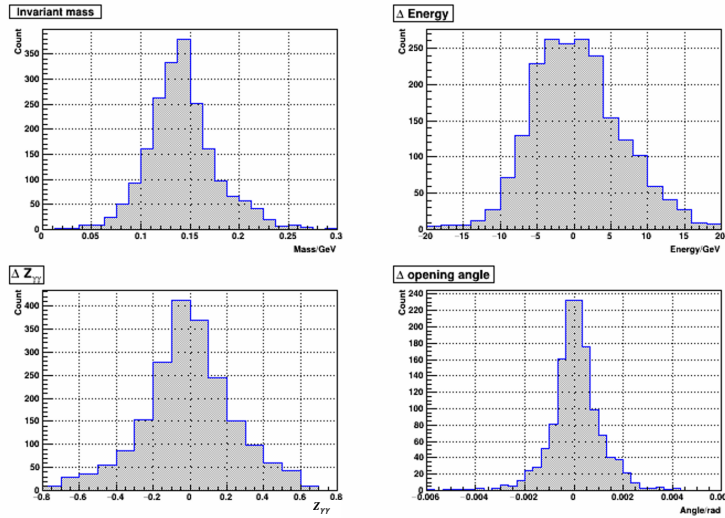 Invariant mass
Count
350
300
250
200
150
100
50
0
0 0.05 0.1 0.15 0.2 0.25 0.3
Mass/GeV
Δ Energy
Count
250
200
150
100
50
0
−20 −15 −10 −5 0 5 10 15 20
Energy/GeV
Δ Zγγ
Count
400
350
300
250
200
150
100
50
0
−0.8 −0.6 −0.4 −0.2 0 0.2 0.4 0.6 0.8
Zγγ
Δ opening angle
Count
240
220
200
180
160
140
120
100
80
60
40
20
0
−0.006 −0.004 −0.002 0 0.002 0.004 0.006
Angle/rad